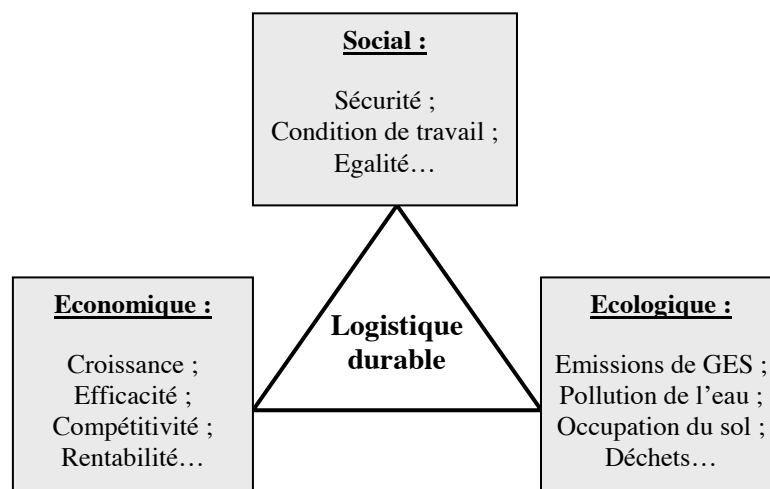 Social :
Sécurité ;
Condition de travail ;
Egalité…
Economique :
Croissance ;
Efficacité ;
Compétitivité ;
Rentabilité…
Logistique
durable
Ecologique :
Emissions de GES ;
Pollution de l’eau ;
Occupation du sol ;
Déchets…